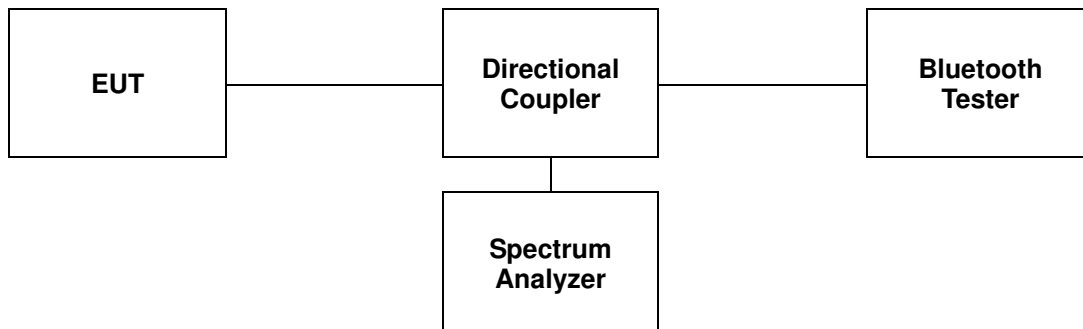 EUT
Directional
Coupler
Bluetooth
Tester
Spectrum
Analyzer